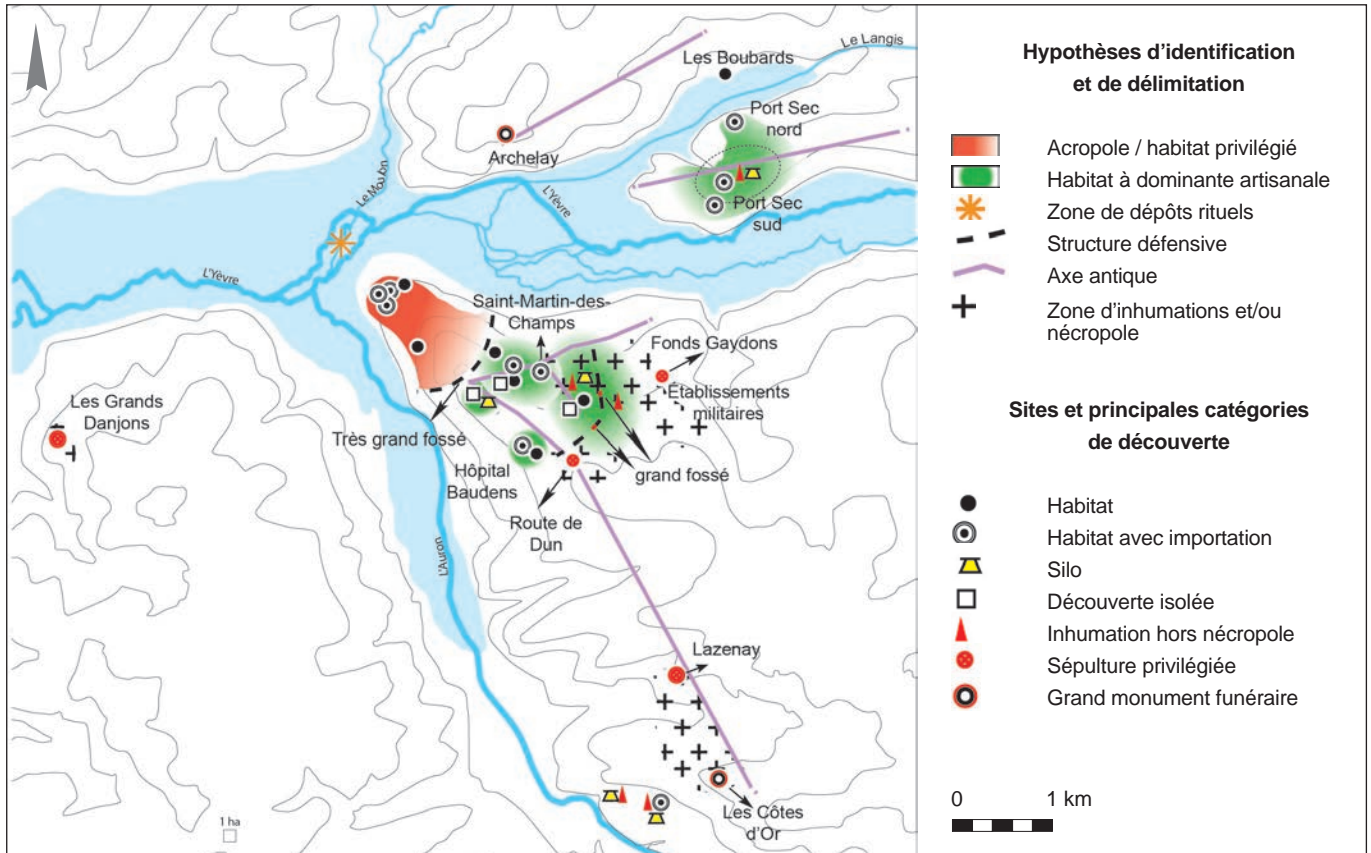 Le Langis
Les Boubards
Port Sec
nord
Archelay
Le Moulon
L'Yèvre
Port Sec
sud
L'Yèvre
Saint-Martin-des-
Champs
Fonds Gaydons
Établissements
militaires
Les Grands
Danjons
Très grand fossé
Hôpital
Baudens
grand fossé
Route de
Dun
L'Auron
Lazenay
Les Côtes
d'Or
1 ha
Hypothèses d'identification
et de délimitation
Acropole / habitat privilégié
Habitat à dominante artisanale
Zone de dépôts rituels
Structure défensive
Axe antique
Zone d'inhumations et/ou
nécropole
Sites et principales catégories
de découverte
Habitat
Habitat avec importation
Silo
Découverte isolée
Inhumation hors nécropole
Sépulture privilégiée
Grand monument funéraire
0 1 km